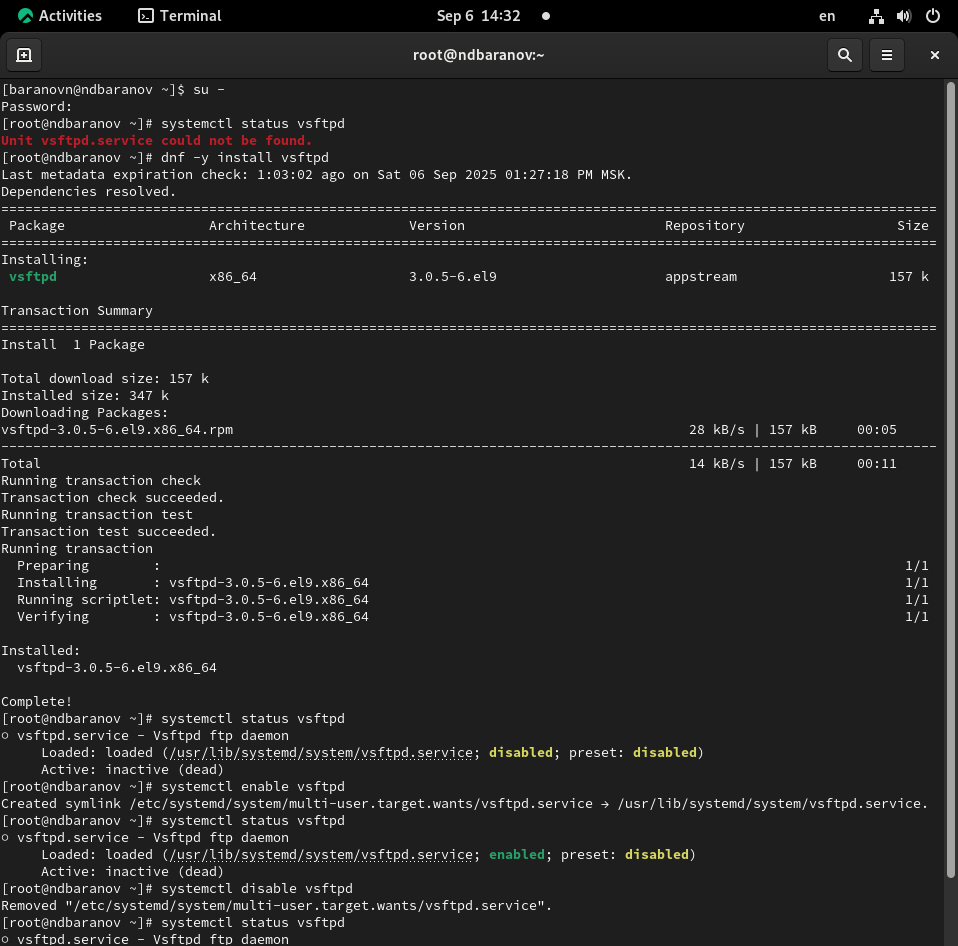 Activities Terminal Sep 6 14:32 en
root@ndbaranov:~
[baranovn@ndbaranov ~]$ su -
Password:
[root@ndbaranov ~]# systemctl status vsftpd
Unit vsftpd.service could not be found.
[root@ndbaranov ~]# dnf -y install vsftpd
Last metadata expiration check: 1:03:02 ago on Sat 06 Sep 2025 01:27:18 PM MSK.
Dependencies resolved.
================================================================================
Package Architecture Version Repository Size
================================================================================
Installing:
vsftpd x86_64 3.0.5-6.el9 appstream 157 k
Transaction Summary
================================================================================
Install 1 Package
Total download size: 157 k
Installed size: 347 k
Downloading Packages:
vsftpd-3.0.5-6.el9.x86_64.rpm 28 kB/s | 157 kB 00:05
--------------------------------------------------------------------------------
Total 14 kB/s | 157 kB 00:11
Running transaction check
Transaction check succeeded.
Running transaction test
Transaction test succeeded.
Running transaction
Preparing : 1/1
Installing : vsftpd-3.0.5-6.el9.x86_64 1/1
Running scriptlet: vsftpd-3.0.5-6.el9.x86_64 1/1
Verifying : vsftpd-3.0.5-6.el9.x86_64 1/1
Installed:
vsftpd-3.0.5-6.el9.x86_64
Complete!
[root@ndbaranov ~]# systemctl status vsftpd
○ vsftpd.service - Vsftpd ftp daemon
Loaded: loaded (/usr/lib/systemd/system/vsftpd.service; disabled; preset: disabled)
Active: inactive (dead)
[root@ndbaranov ~]# systemctl enable vsftpd
Created symlink /etc/systemd/system/multi-user.target.wants/vsftpd.service → /usr/lib/systemd/system/vsftpd.service.
[root@ndbaranov ~]# systemctl status vsftpd
○ vsftpd.service - Vsftpd ftp daemon
Loaded: loaded (/usr/lib/systemd/system/vsftpd.service; enabled; preset: disabled)
Active: inactive (dead)
[root@ndbaranov ~]# systemctl disable vsftpd
Removed "/etc/systemd/system/multi-user.target.wants/vsftpd.service".
[root@ndbaranov ~]# systemctl status vsftpd
○ vsftpd.service - Vsftpd ftp daemon